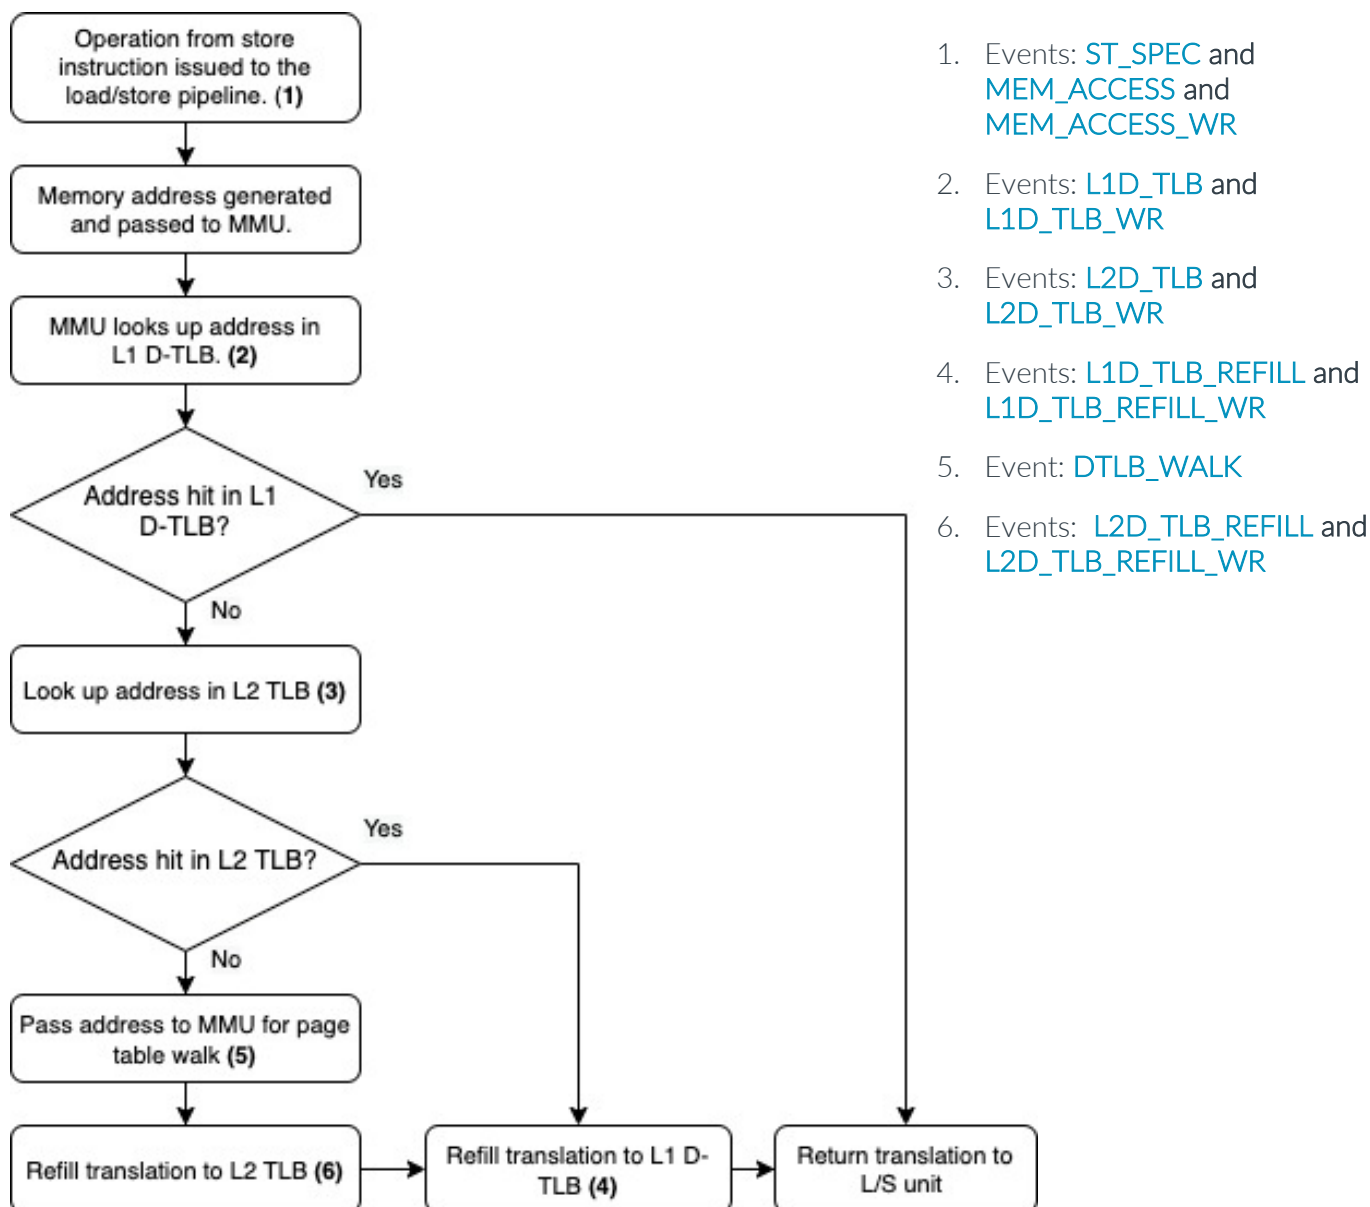 Operation from store
instruction issued to the
load/store pipeline. (1)
Memory address generated
and passed to MMU.
MMU looks up address in
L1 D-TLB. (2)
Address hit in L1
D-TLB?
Yes
No
Look up address in L2 TLB (3)
Address hit in L2 TLB?
Yes
No
Pass address to MMU for page
table walk (5)
Refill translation to L2 TLB (6)
Refill translation to L1 D-
TLB (4)
Return translation to
L/S unit
1. Events: ST_SPEC and
MEM_ACCESS and
MEM_ACCESS_WR
2. Events: L1D_TLB and
L1D_TLB_WR
3. Events: L2D_TLB and
L2D_TLB_WR
4. Events: L1D_TLB_REFILL and
L1D_TLB_REFILL_WR
5. Event: DTLB_WALK
6. Events: L2D_TLB_REFILL and
L2D_TLB_REFILL_WR